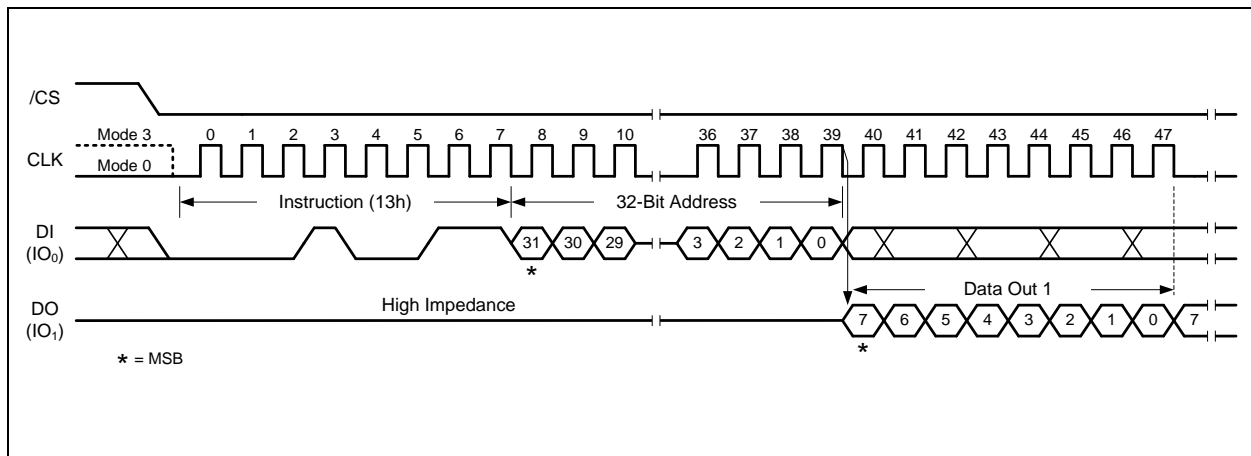 /CS
Mode 3
CLK
Mode 0
0 1 2 3 4 5 6 7 8 9 10 36 37 38 39 40 41 42 43 44 45 46 47
Instruction (13h)
32-Bit Address
DI
(IO0)
31 30 29 3 2 1 0
*
Data Out 1
High Impedance
DO
(IO1)
7 6 5 4 3 2 1 0 7
*
* = MSB